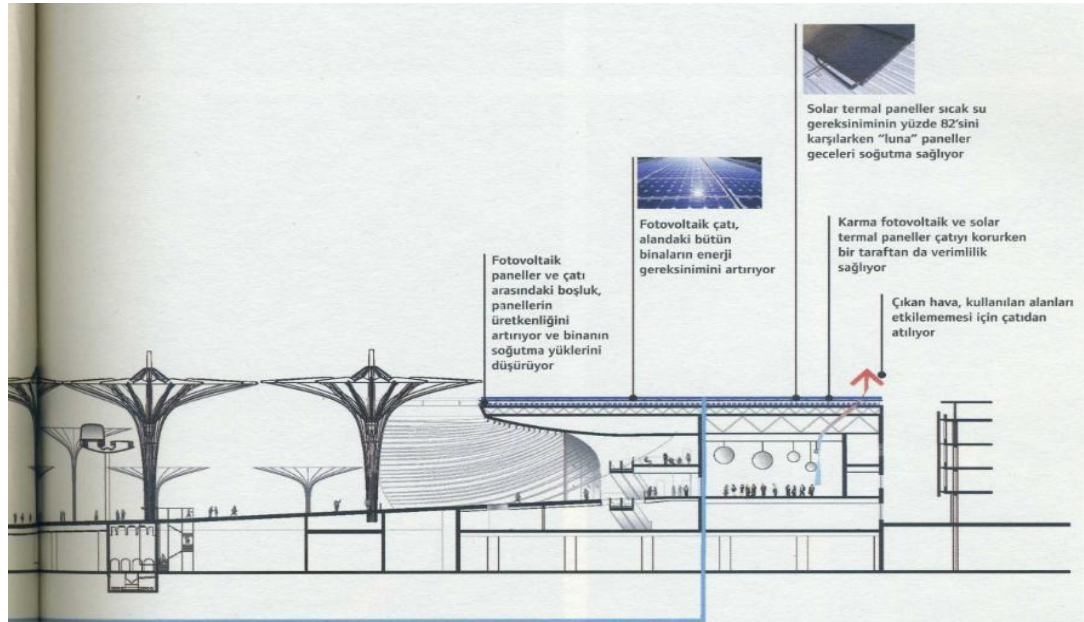 Solar termal paneller sıcak su
gereksiniminin yüzde 82'sini
karşılarken "luna" paneller
geceleri soğutma sağlıyor
Fotovoltaik çatı,
alandaki bütün
binaların enerji
gereksinimini artırıyor
Karma fotovoltaik ve solar
termal paneller çatıyı korurken
bir taraftan da verimlilik
sağlıyor
Fotovoltaik
paneller ve çatı
arasındaki boşluk,
panellerin
üretkenliğini
artırıyor ve binanın
soğutma yüklerini
düşürüyor
Çıkan hava, kullanılan alanları
etkilememesi için çatıdan
atılıyor